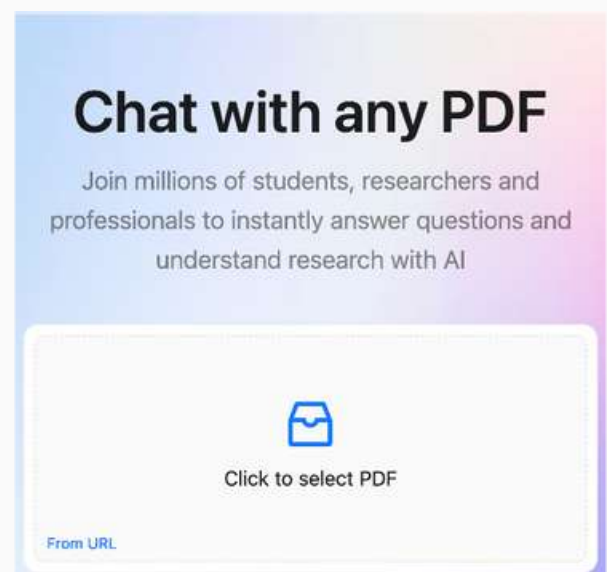 Chat with any PDF
Join millions of students, researchers and
professionals to instantly answer questions and
understand research with AI
Click to select PDF
From URL